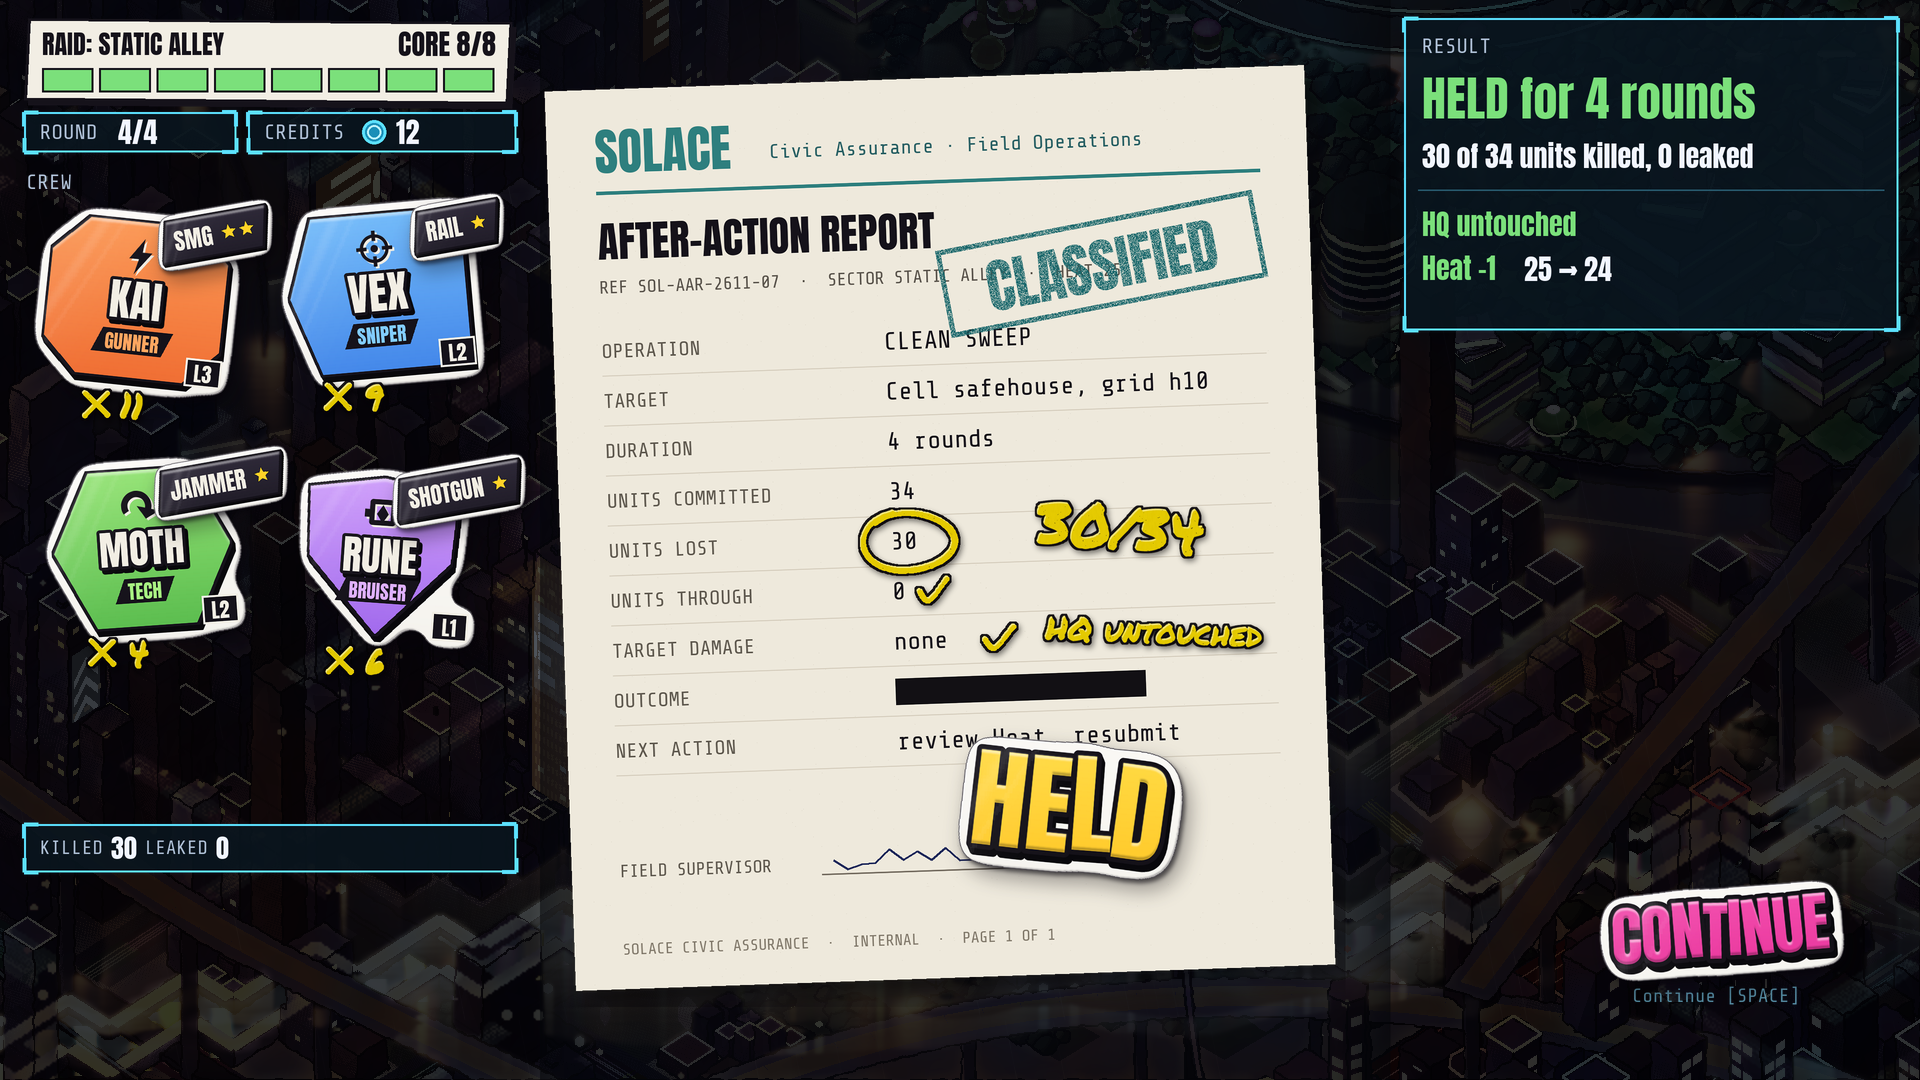 RAID: STATIC ALLEY CORE 8/8
ROUND 4/4 CREDITS 12
CREW
SMG
KAI
GUNNER
L3
× 11
RAIL
VEX
SNIPER
L2
× 9
JAMMER
MOTH
TECH
L2
× 4
SHOTGUN
RUNE
BRUISER
L1
× 6
KILLED 30 LEAKED 0
SOLACE Civic Assurance · Field Operations
AFTER-ACTION REPORT
CLASSIFIED
REF SOL-AAR-2611-07 · SECTOR STATIC
OPERATION CLEAN SWEEP
TARGET Cell safehouse, grid h10
DURATION 4 rounds
UNITS COMMITTED 34
UNITS LOST 30 30/34
UNITS THROUGH 0 ✓
TARGET DAMAGE none ✓ HQ UNTOUCHED
OUTCOME
NEXT ACTION review Heat, resubmit
HELD
FIELD SUPERVISOR
SOLACE CIVIC ASSURANCE · INTERNAL · PAGE 1 OF 1
RESULT
HELD for 4 rounds
30 of 34 units killed, 0 leaked
HQ untouched
Heat -1 25 → 24
CONTINUE
Continue [SPACE]